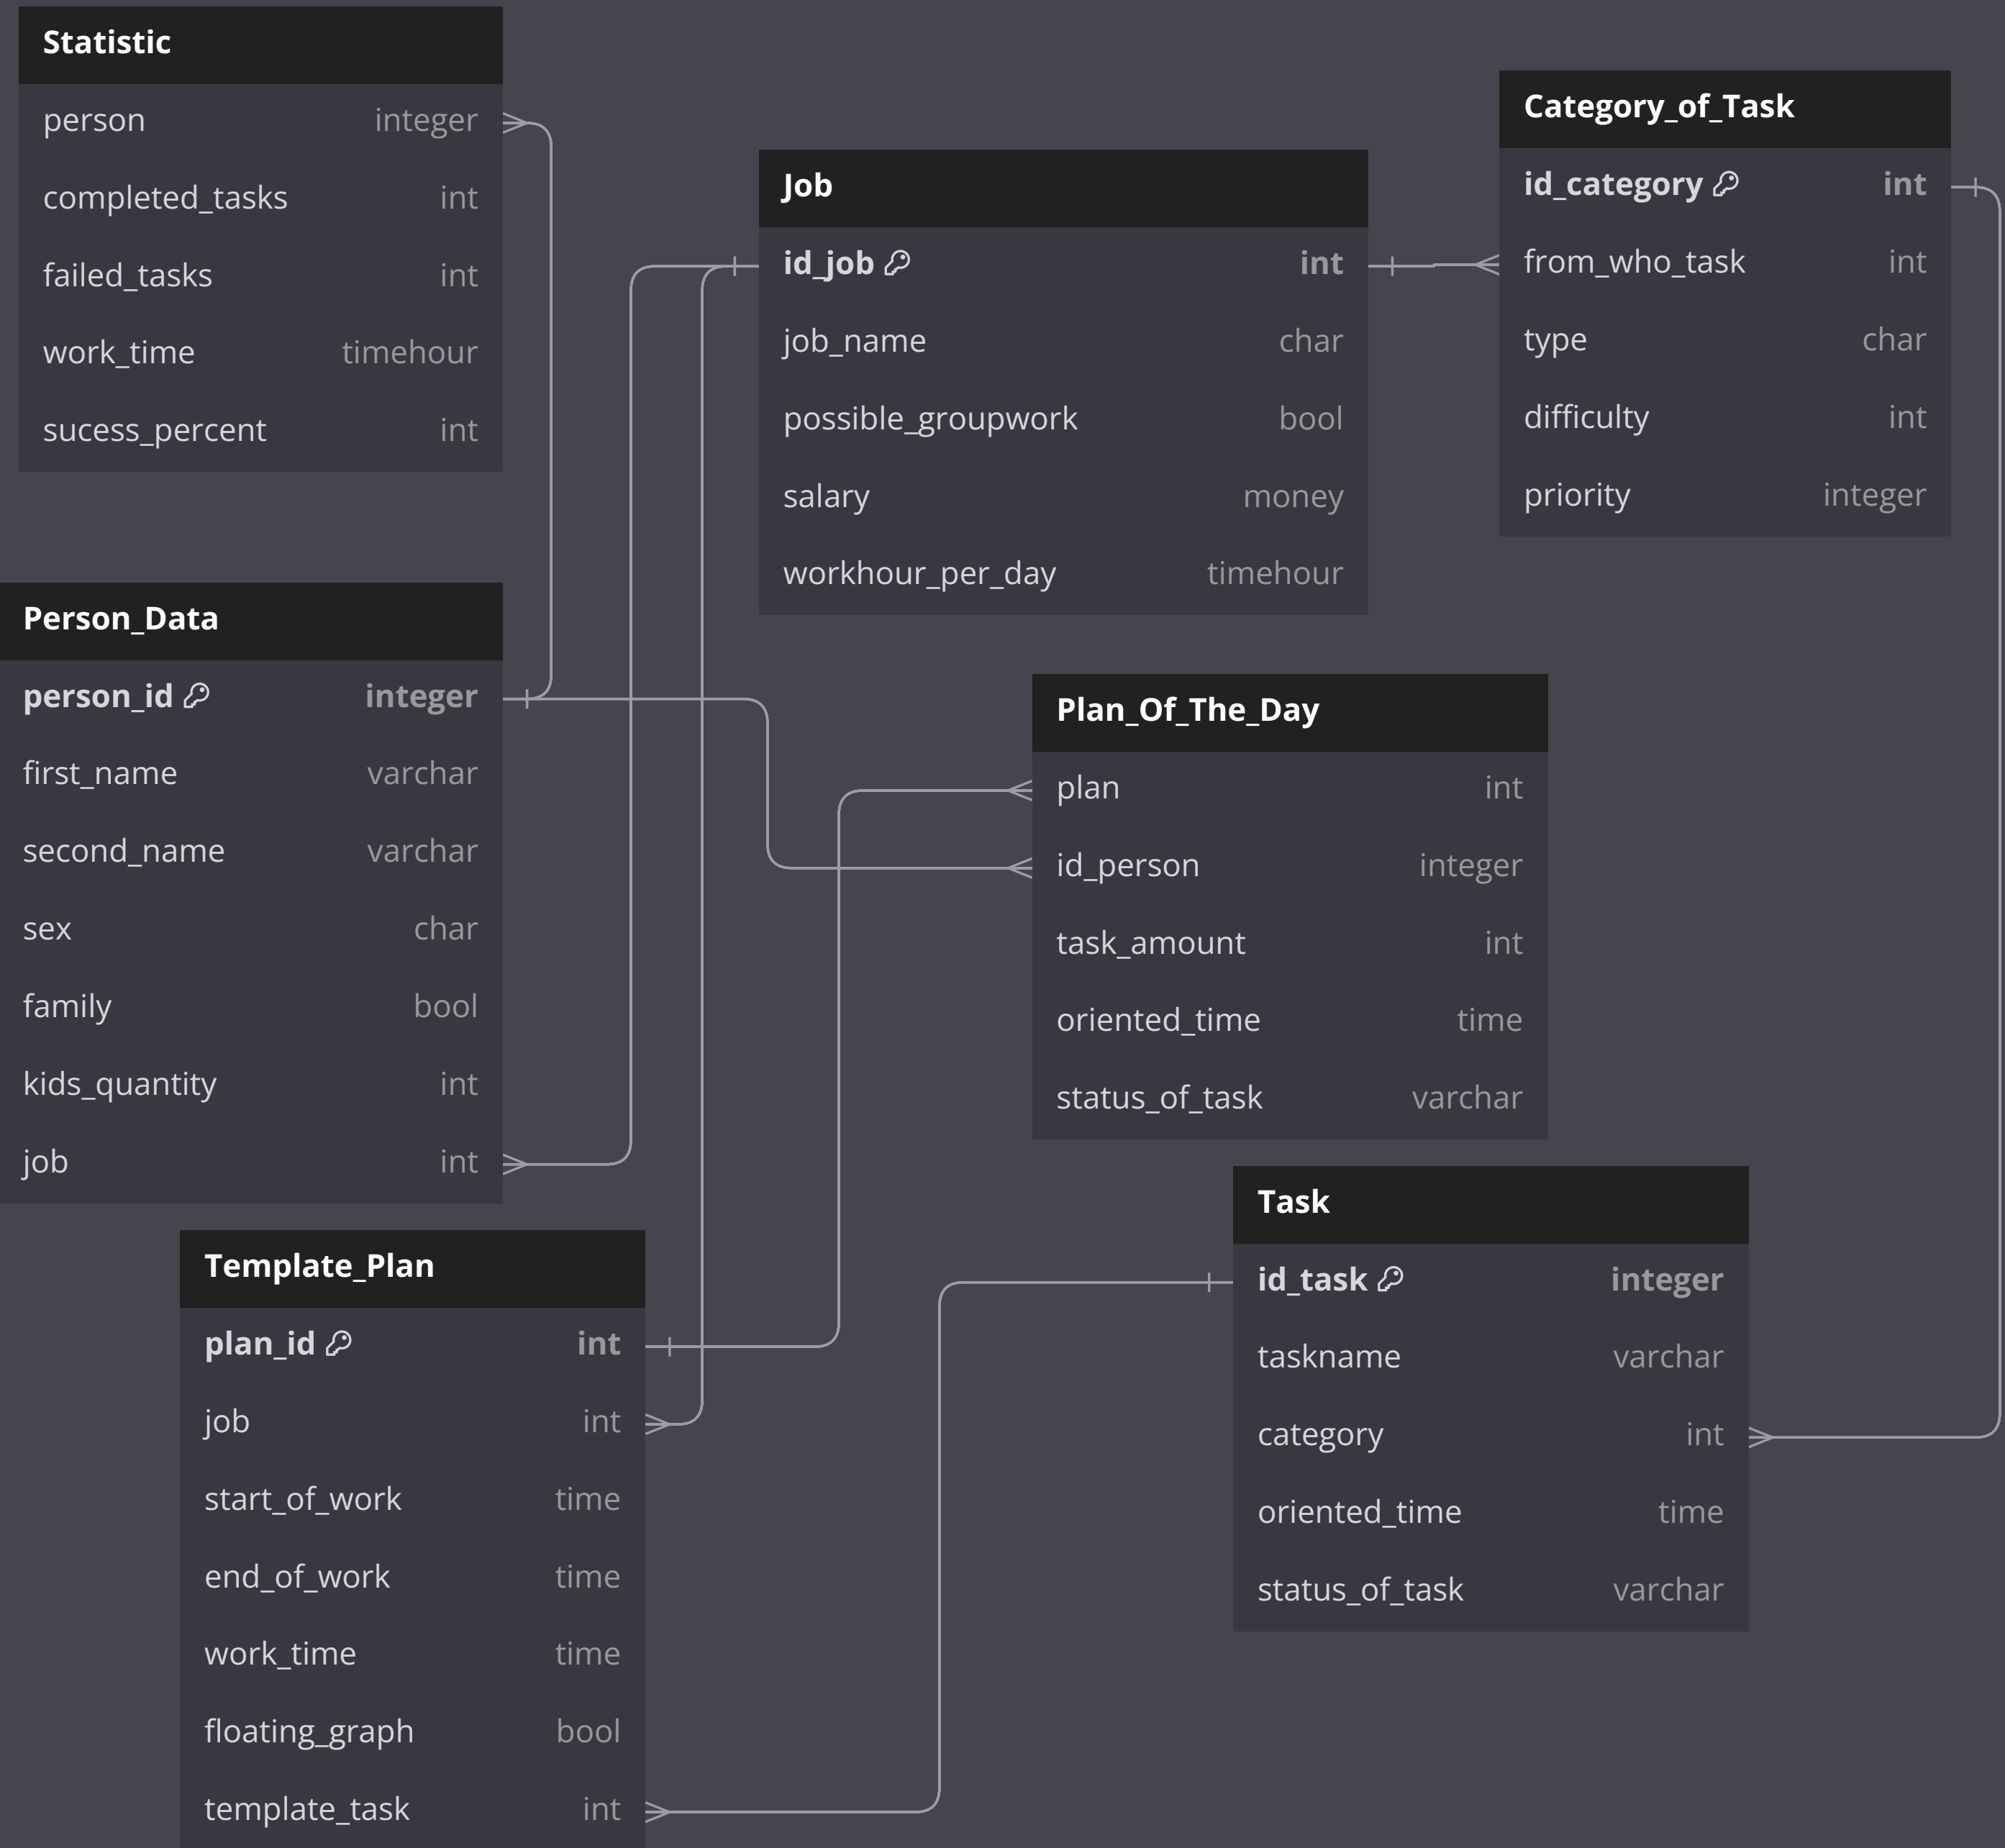 Statistic
person integer
completed_tasks int
failed_tasks int
work_time timehour
sucess_percent int
Job
id_job int
job_name char
possible_groupwork bool
salary money
workhour_per_day timehour
Category_of_Task
id_category int
from_who_task int
type char
difficulty int
priority integer
Person_Data
person_id integer
first_name varchar
second_name varchar
sex char
family bool
kids_quantity int
job int
Plan_Of_The_Day
plan int
id_person integer
task_amount int
oriented_time time
status_of_task varchar
Template_Plan
plan_id int
job int
start_of_work time
end_of_work time
work_time time
floating_graph bool
template_task int
Task
id_task integer
taskname varchar
category int
oriented_time time
status_of_task varchar